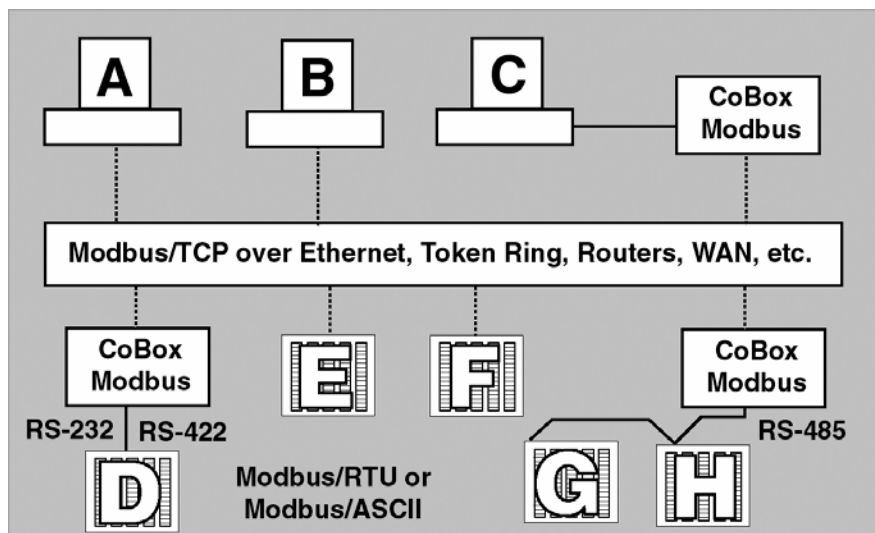 A
B
C
CoBox
Modbus
Modbus/TCP over Ethernet, Token Ring, Routers, WAN, etc.
CoBox
Modbus
E
F
CoBox
Modbus
RS-232
RS-422
RS-485
D
Modbus/RTU or
Modbus/ASCII
G
H